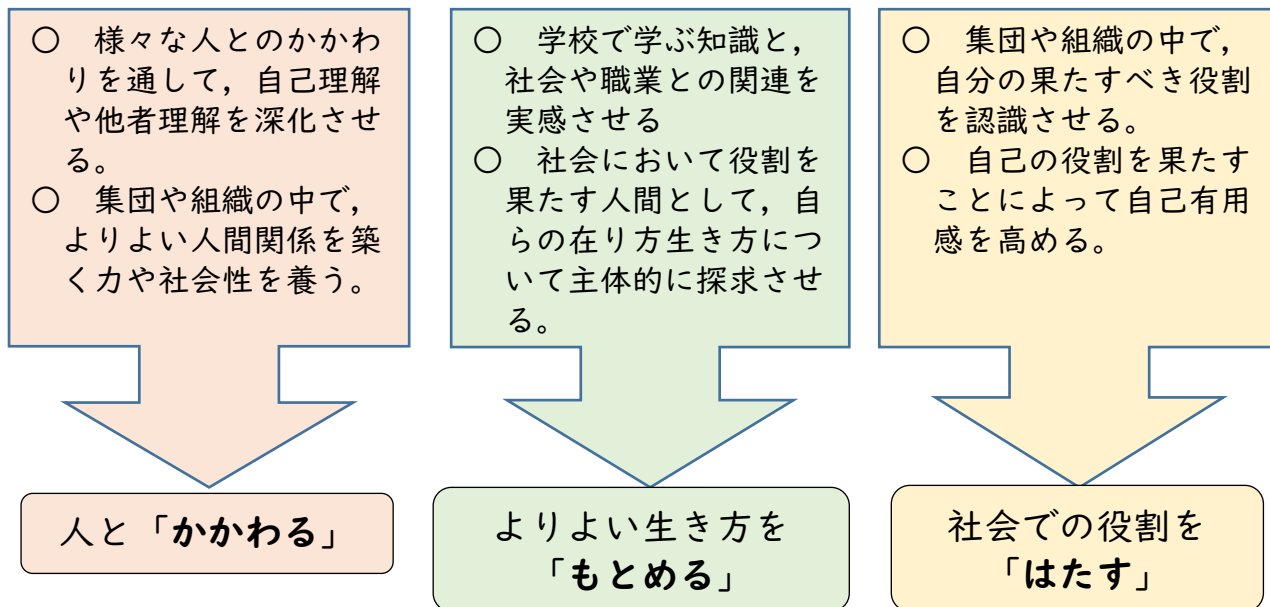 ○　様々な人とのかかわ
りを通して，自己理解
や他者理解を深化させ
る。
○　集団や組織の中で，
よりよい人間関係を築
く力や社会性を養う。
○　学校で学ぶ知識と，
社会や職業との関連を
実感させる
○　社会において役割を
果たす人間として，自
らの在り方生き方につ
いて主体的に探求させ
る。
○　集団や組織の中で，
自分の果たすべき役割
を認識させる。
○　自己の役割を果たす
ことによって自己有用
感を高める。
人と「かかわる」
よりよい生き方を
「もとめる」
社会での役割を
「はたす」